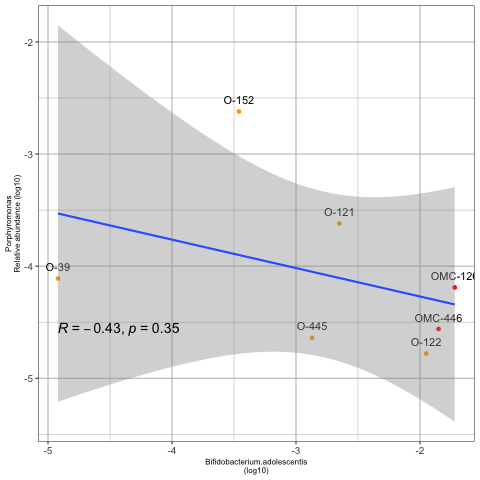 Porphyromonas
Relative abundance (log10)
-2
-3
-4
-5
O-152
O-121
O-39
OMC-126
OMC-446
O-445
O-122
R = −0.43, p = 0.35
-5
-4
-3
-2
Bifidobacterium.adolescentis
(log10)